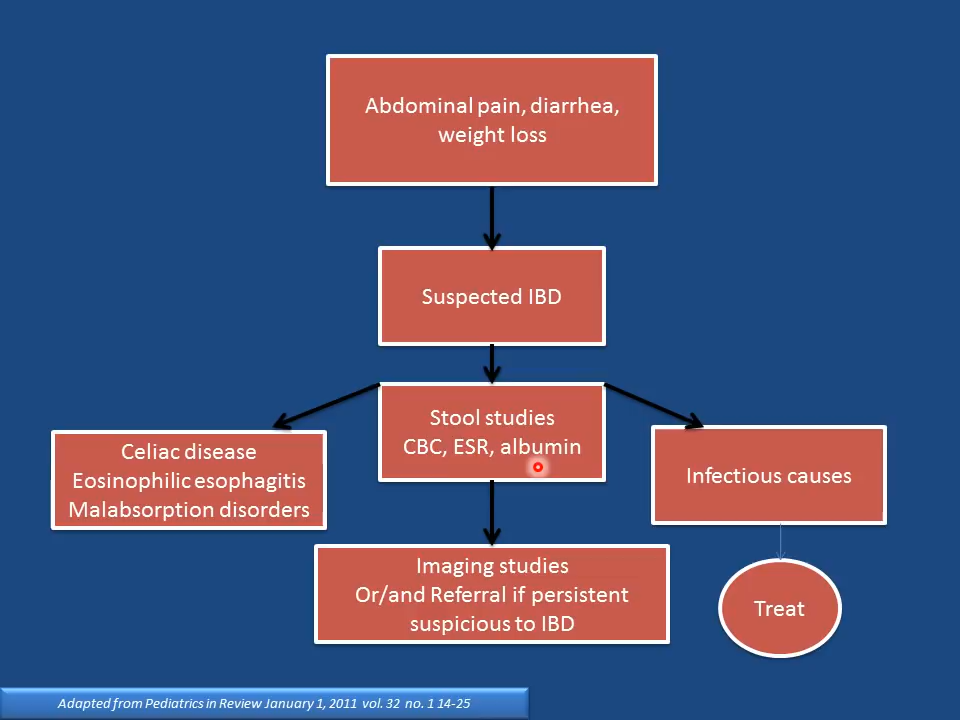 Abdominal pain, diarrhea,
weight loss
Suspected IBD
Stool studies
CBC, ESR, albumin
Celiac disease
Eosinophilic esophagitis
Malabsorption disorders
Infectious causes
Imaging studies
Or/and Referral if persistent
suspicious to IBD
Treat
Adapted from Pediatrics in Review January 1, 2011 vol. 32 no. 1 14-25